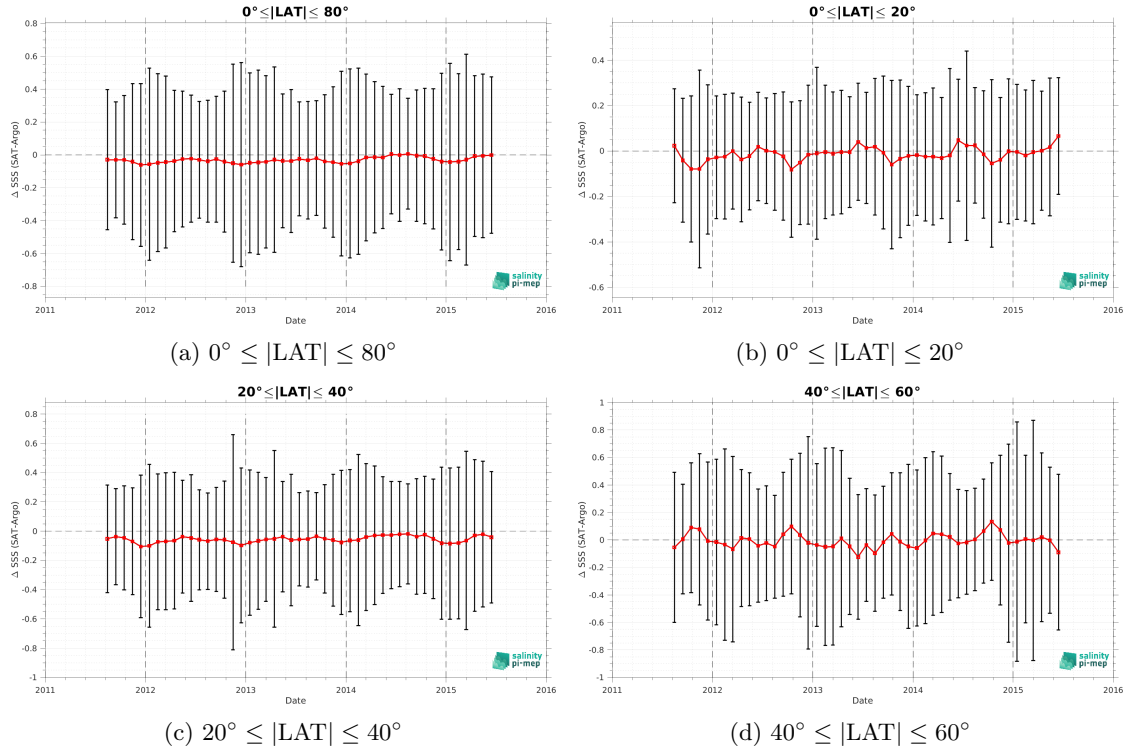 0°≤|LAT|≤ 80°
Δ SSS (SAT-Argo)
0.8
0.6
0.4
0.2
0
-0.2
-0.4
-0.6
-0.8
2011 2012 2013 2014 2015 2016
Date
salinity
pi-mep
(a) 0° ≤ |LAT| ≤ 80°
0°≤|LAT|≤ 20°
Δ SSS (SAT-Argo)
0.4
0.2
0
-0.2
-0.4
-0.6
2011 2012 2013 2014 2015 2016
Date
salinity
pi-mep
(b) 0° ≤ |LAT| ≤ 20°
20°≤|LAT|≤ 40°
Δ SSS (SAT-Argo)
0.8
0.6
0.4
0.2
0
-0.2
-0.4
-0.6
-0.8
-1
2011 2012 2013 2014 2015 2016
Date
salinity
pi-mep
(c) 20° ≤ |LAT| ≤ 40°
40°≤|LAT|≤ 60°
Δ SSS (SAT-Argo)
1
0.8
0.6
0.4
0.2
0
-0.2
-0.4
-0.6
-0.8
-1
2011 2012 2013 2014 2015 2016
Date
salinity
pi-mep
(d) 40° ≤ |LAT| ≤ 60°